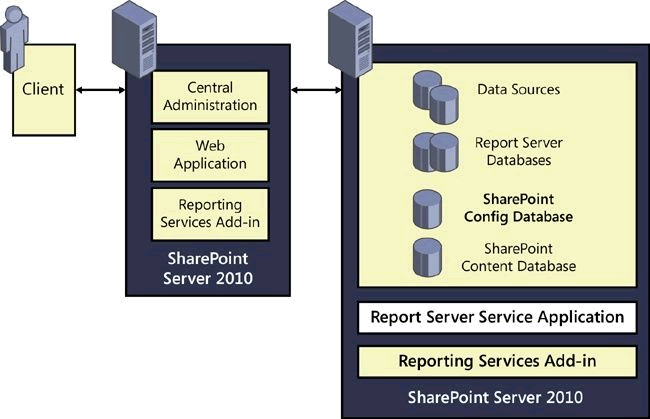 Client
Central
Administration
Web
Application
Reporting
Services Add-in
SharePoint
Server 2010
Data Sources
Report Server
Databases
SharePoint
Config Database
SharePoint
Content Database
Report Server Service Application
Reporting Services Add-in
SharePoint Server 2010